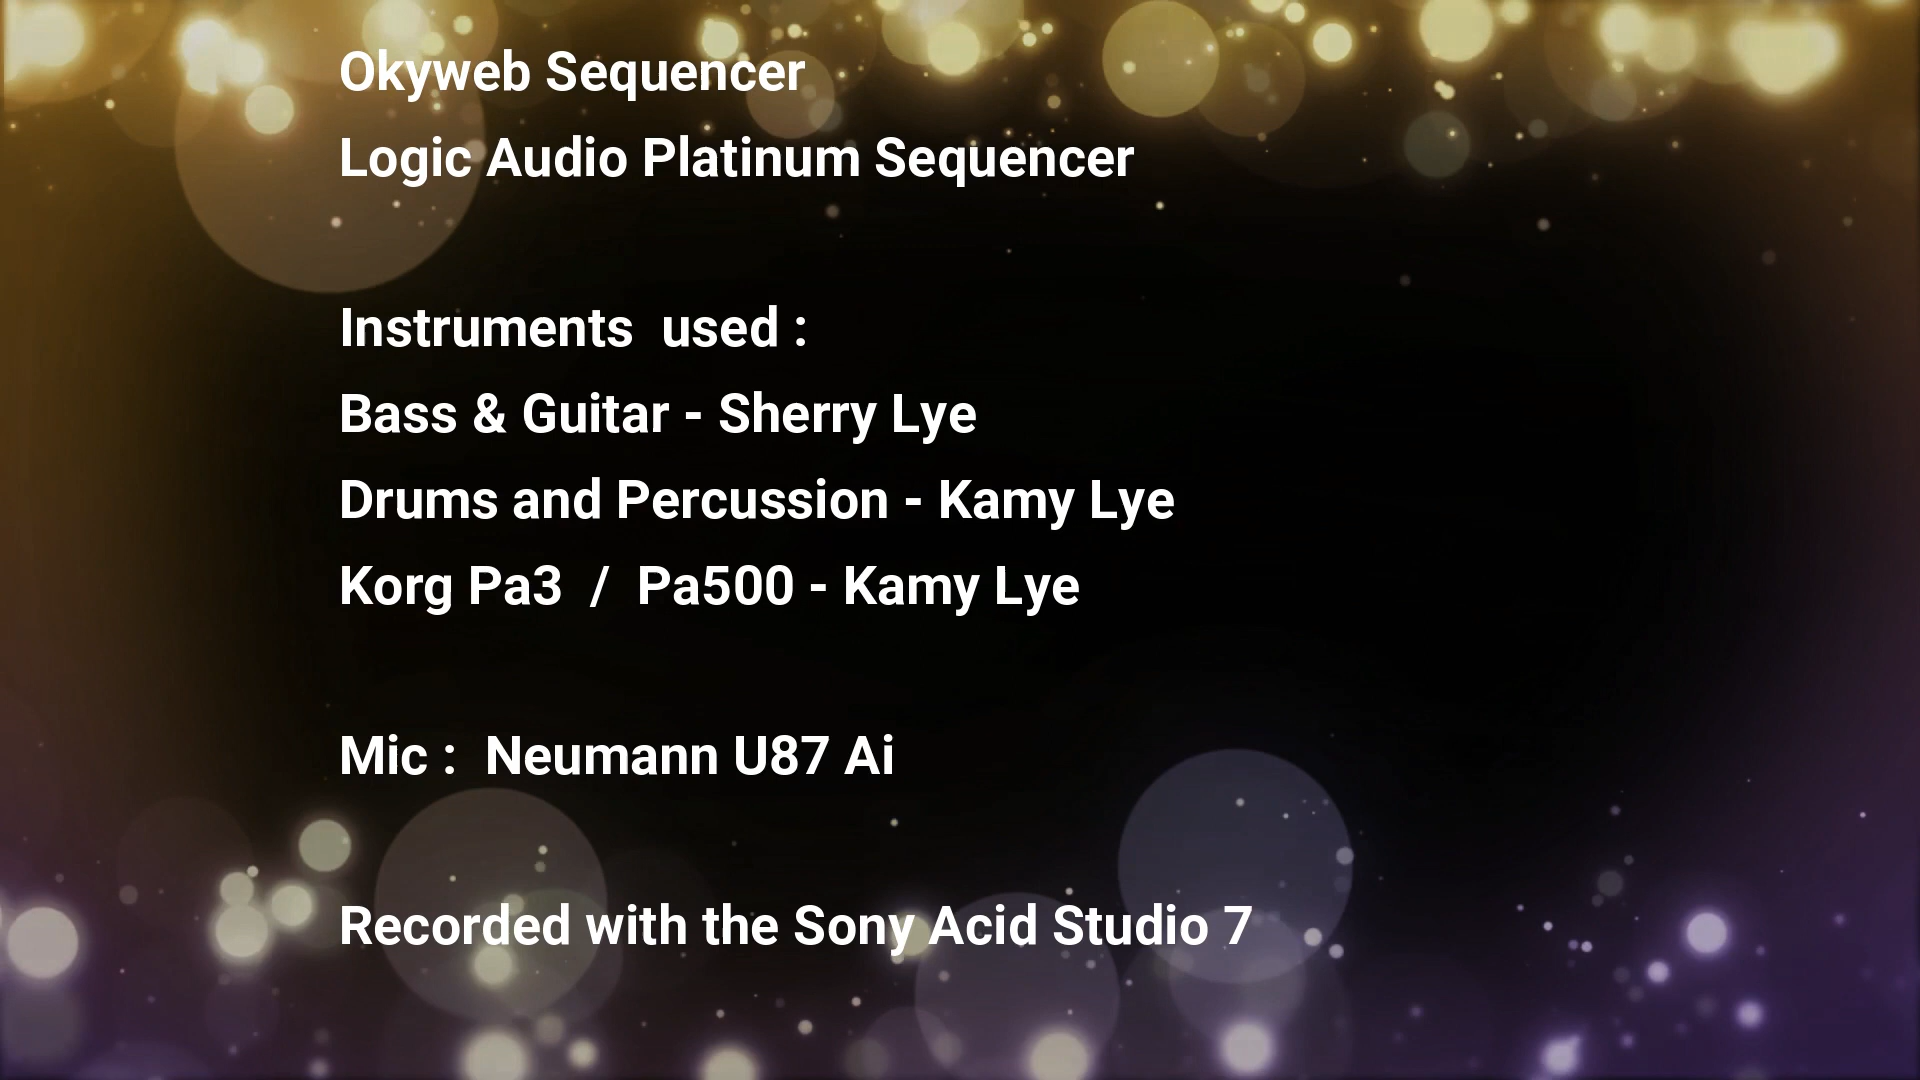 Okyweb Sequencer
Logic Audio Platinum Sequencer
Instruments  used :
Bass & Guitar - Sherry Lye
Drums and Percussion - Kamy Lye
Korg Pa3  /  Pa500 - Kamy Lye
Mic :  Neumann U87 Ai
Recorded with the Sony Acid Studio 7